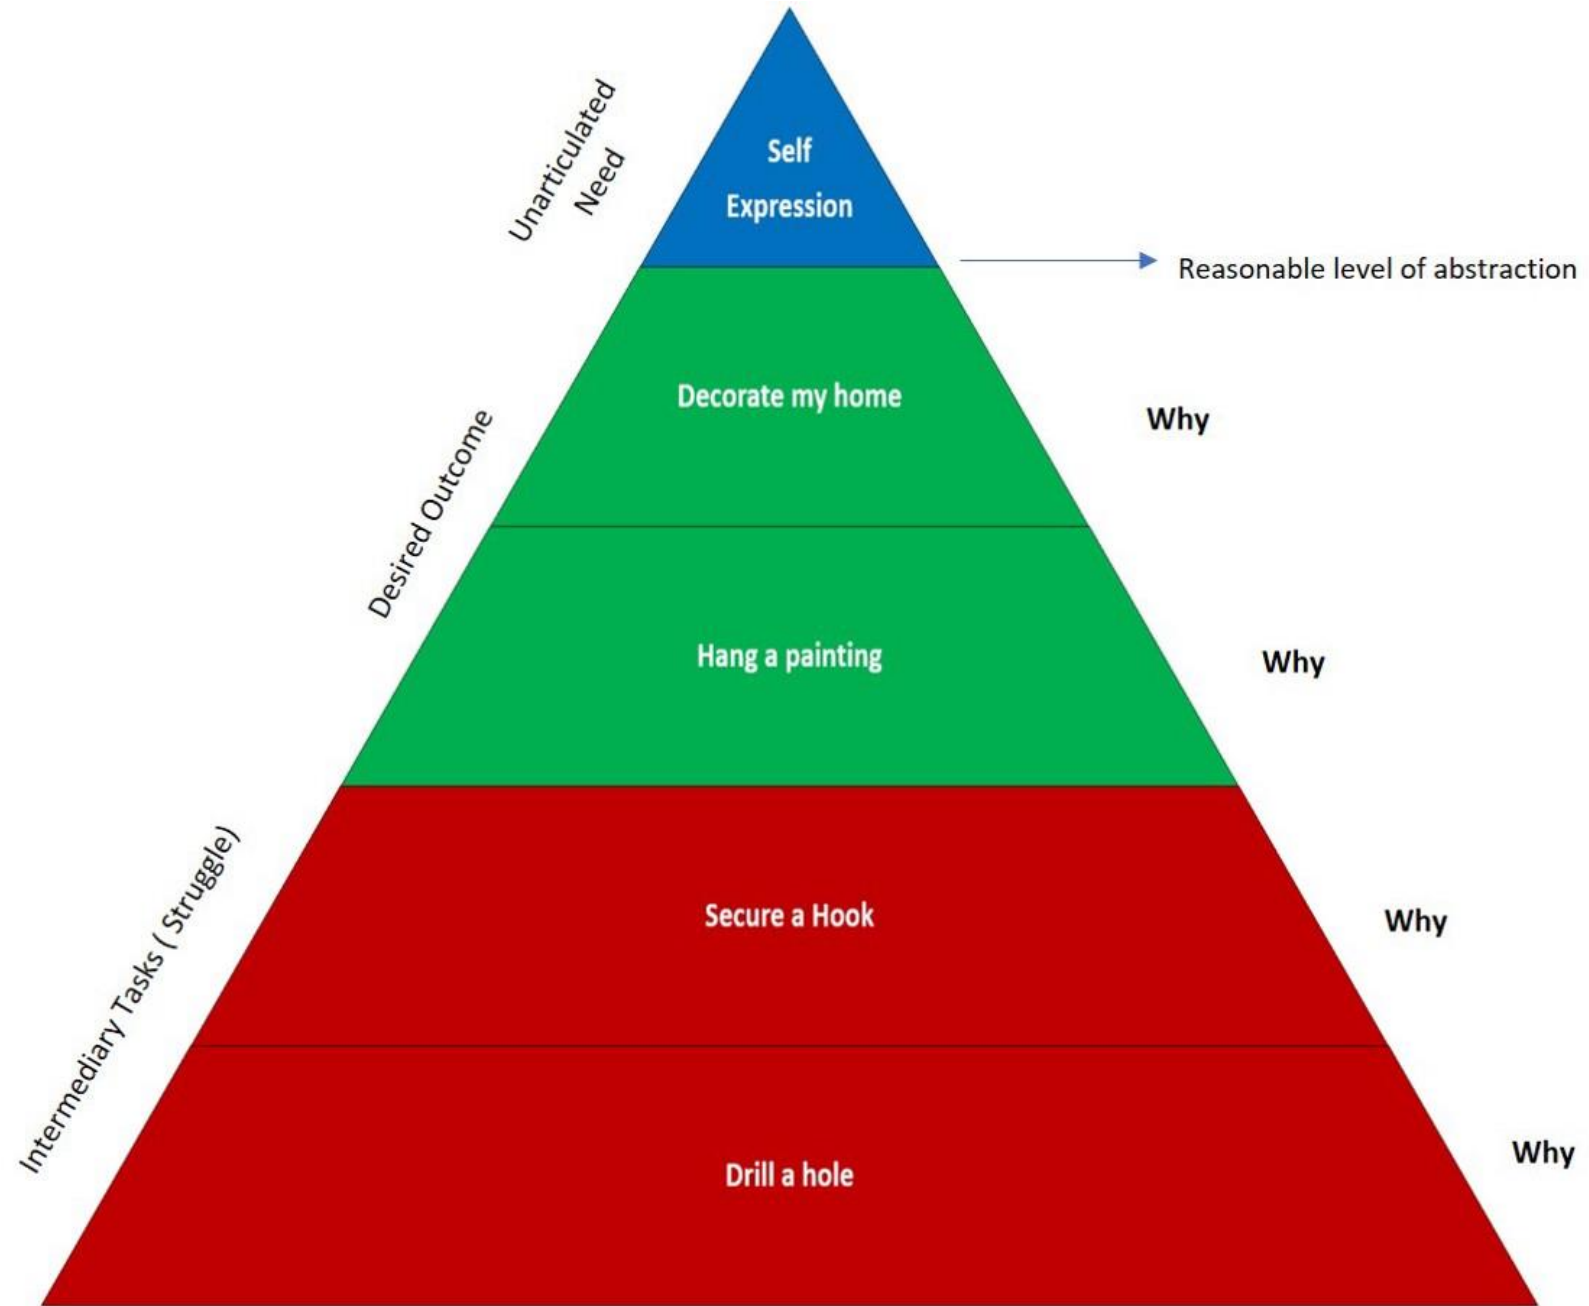 Unarticulated
Need
Self
Expression
Reasonable level of abstraction
Desired Outcome
Decorate my home
Why
Hang a painting
Why
Intermediary Tasks ( Struggle)
Secure a Hook
Why
Drill a hole
Why